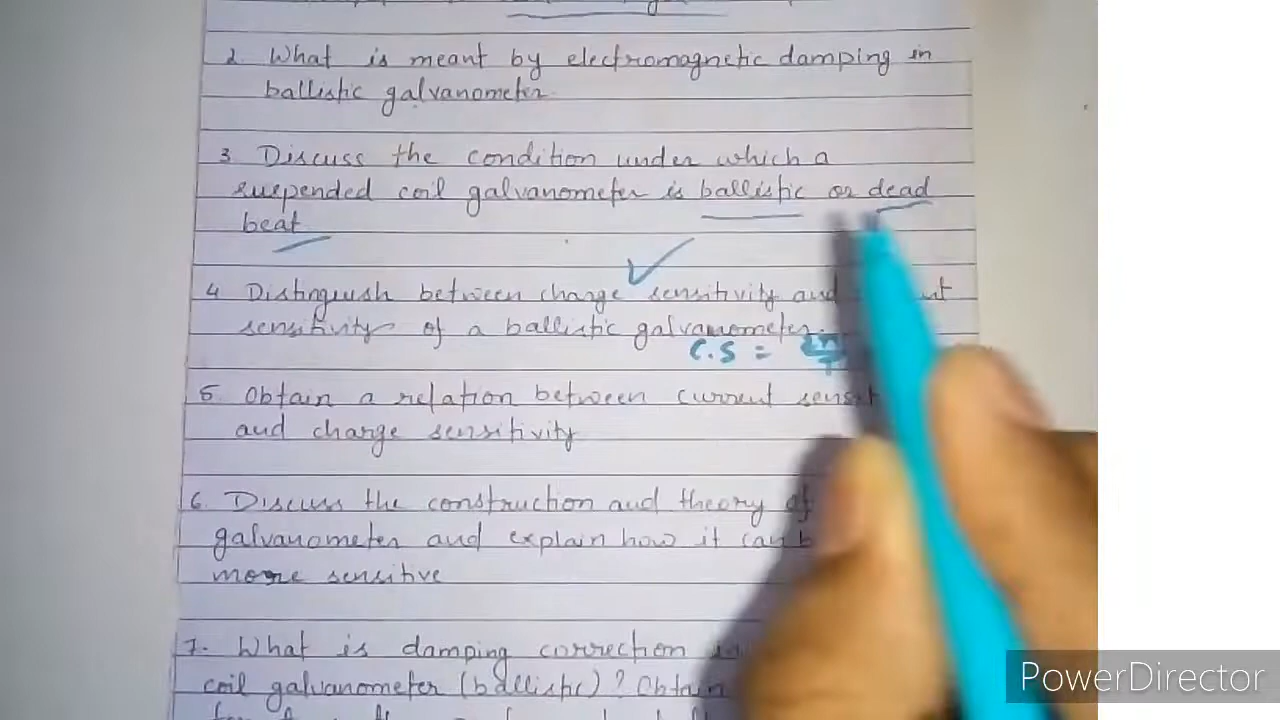 2. What is meant by electromagnetic damping in
ballistic galvanometer.
3 Discuss the condition under which a
suspended coil galvanometer is ballistic or dead
beat
4 Distinguish between charge sensitivity and
sensitivity of a ballistic galvanometer.
C.S =
5. Obtain a relation between current
and charge sensitivity
6. Discuss the construction and theory of
galvanometer and explain how it can
more sensitive
7. What is damping correction in
coil galvanometer (ballistic)? Obtain
PowerDirector